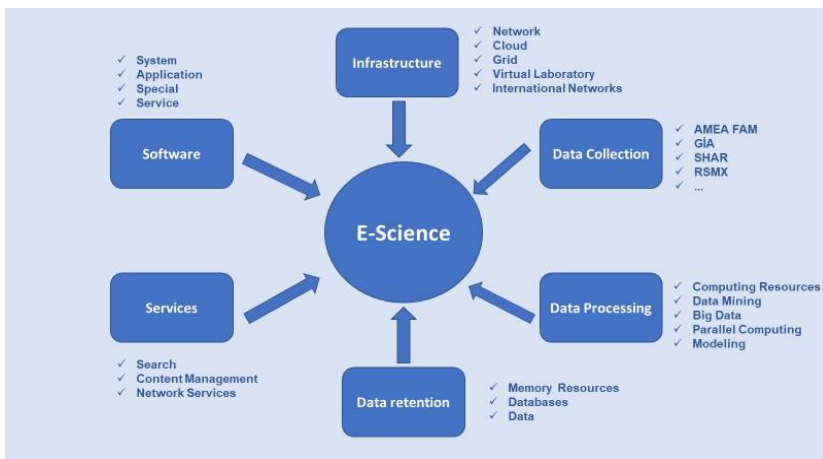 Infrastructure
Network
Cloud
Grid
Virtual Laboratory
International Networks
System
Application
Special
Service
Software
Data Collection
AMEA FAM
GİA
SHAR
RSMX
...
E-Science
Services
Search
Content Management
Network Services
Data Processing
Computing Resources
Data Mining
Big Data
Parallel Computing
Modeling
Data retention
Memory Resources
Databases
Data